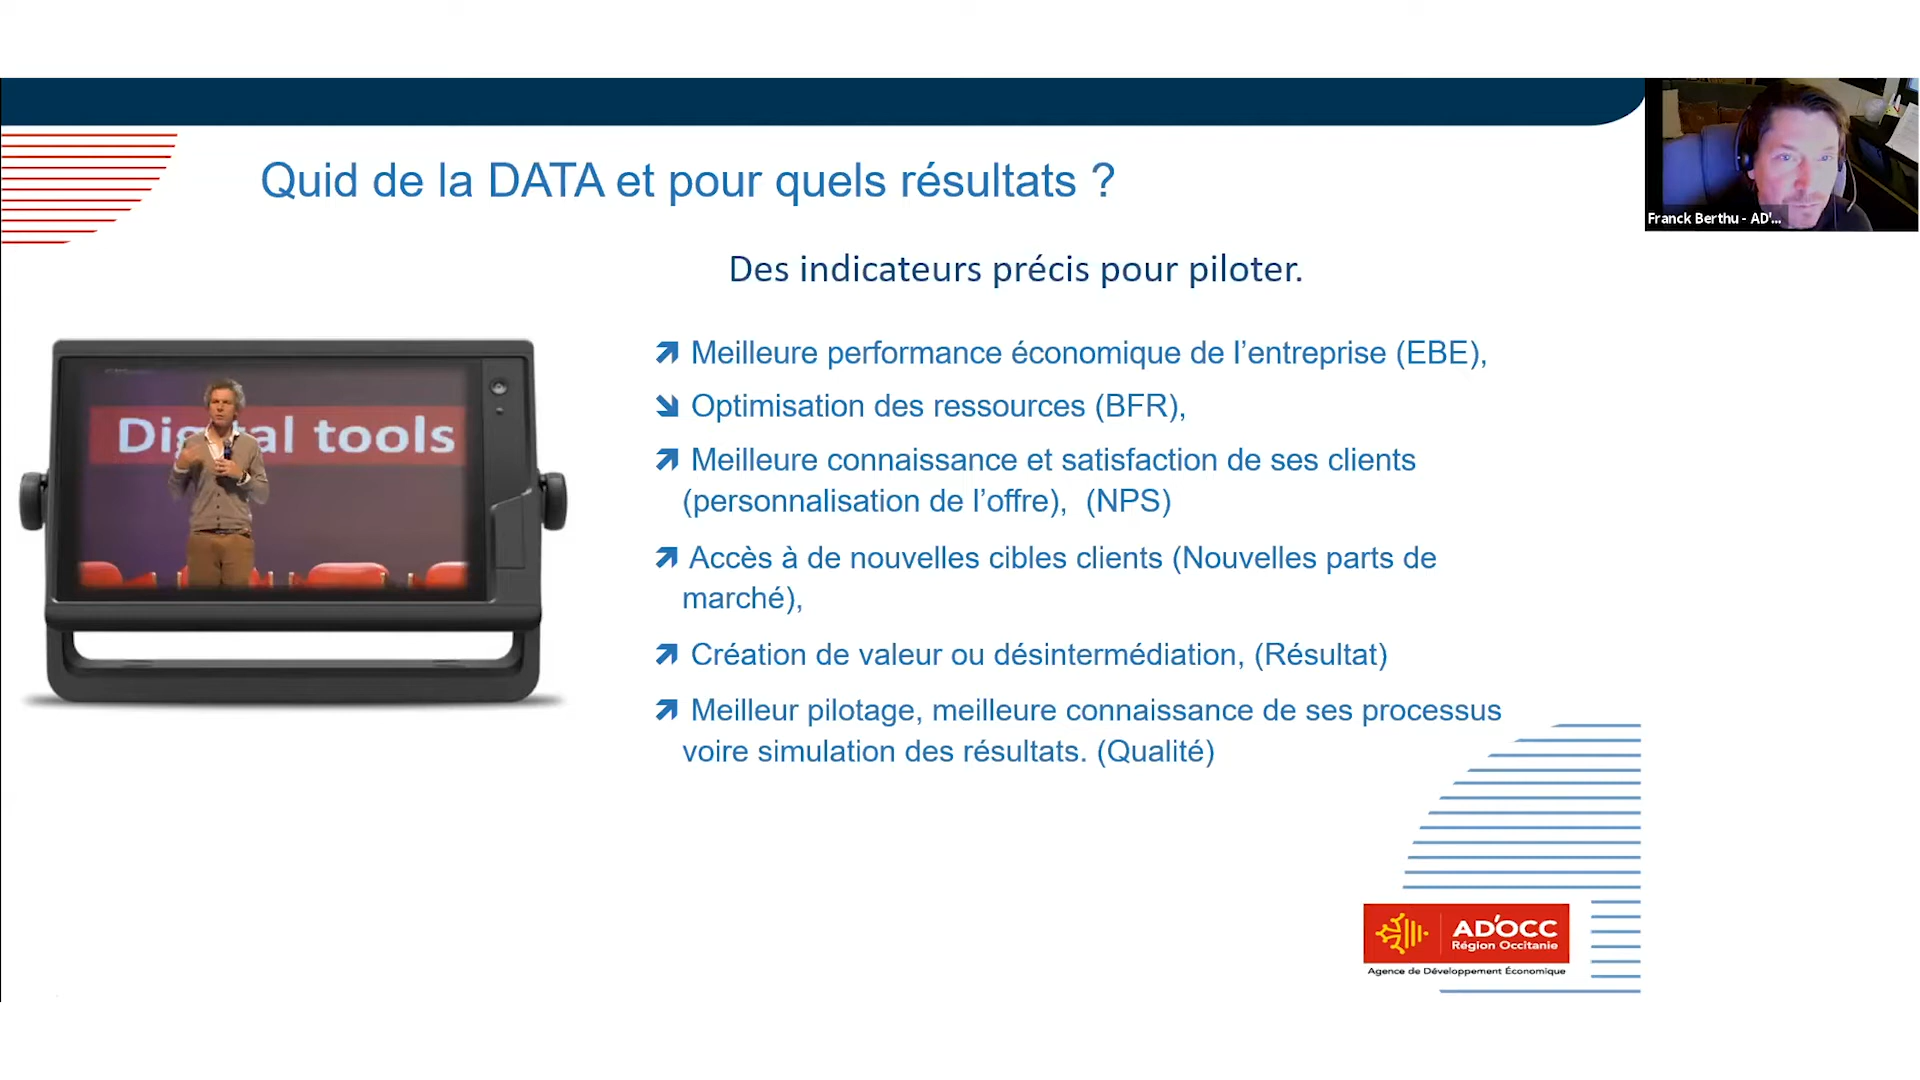 Quid de la DATA et pour quels résultats ?
Franck Berthu - AD'...
Des indicateurs précis pour piloter.
Meilleure performance économique de l’entreprise (EBE),
Optimisation des ressources (BFR),
Meilleure connaissance et satisfaction de ses clients
(personnalisation de l’offre), (NPS)
Accès à de nouvelles cibles clients (Nouvelles parts de
marché),
Création de valeur ou désintermédiation, (Résultat)
Meilleur pilotage, meilleure connaissance de ses processus
voire simulation des résultats. (Qualité)
Digital tools
AD'OCC
Région Occitanie
Agence de Développement Économique